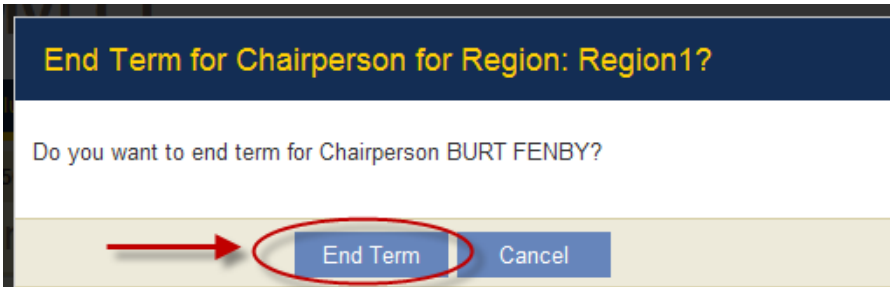 End Term for Chairperson for Region: Region1?
Do you want to end term for Chairperson BURT FENBY?
End Term Cancel